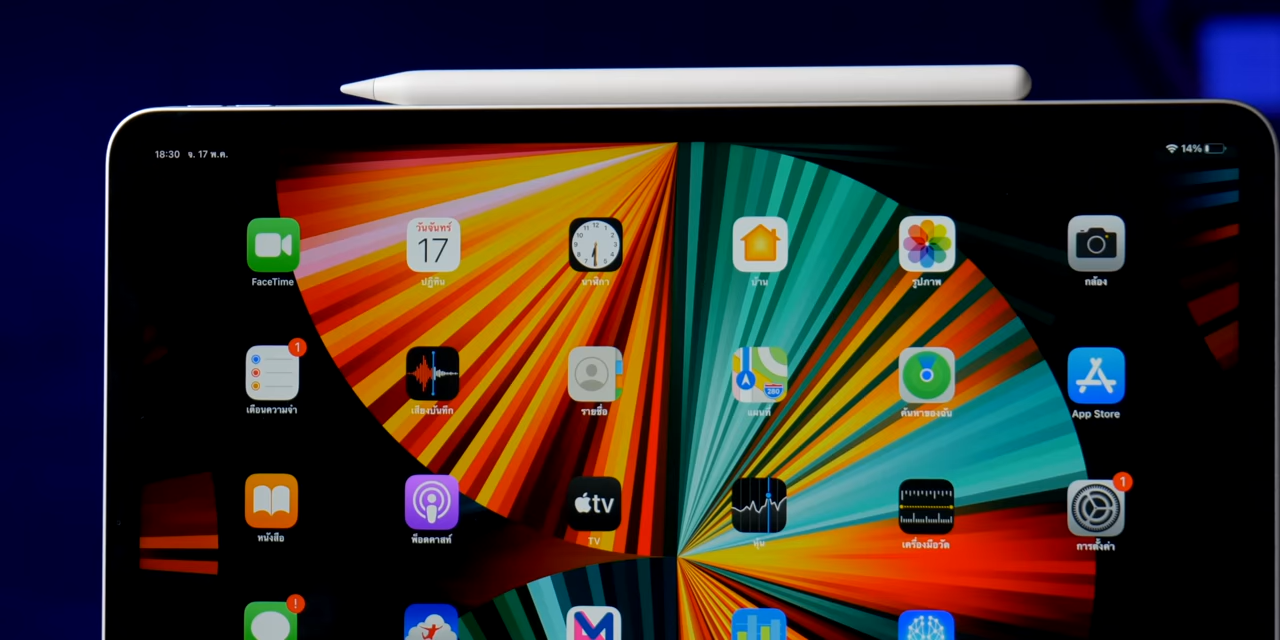 18:30 จ. 17 พ.ค.
14%
FaceTime
วันจันทร์
17
ปฏิทิน
12
นาฬิกา
บ้าน
รูปภาพ
กล้อง
1
เตือนความจำ
เสียงบันทึก
รายชื่อ
280
แผนที่
ค้นหาของฉัน
App Store
หนังสือ
พ็อดคาสท์
tv
TV
หุ้น
เครื่องมือวัด
1
การตั้งค่า
!